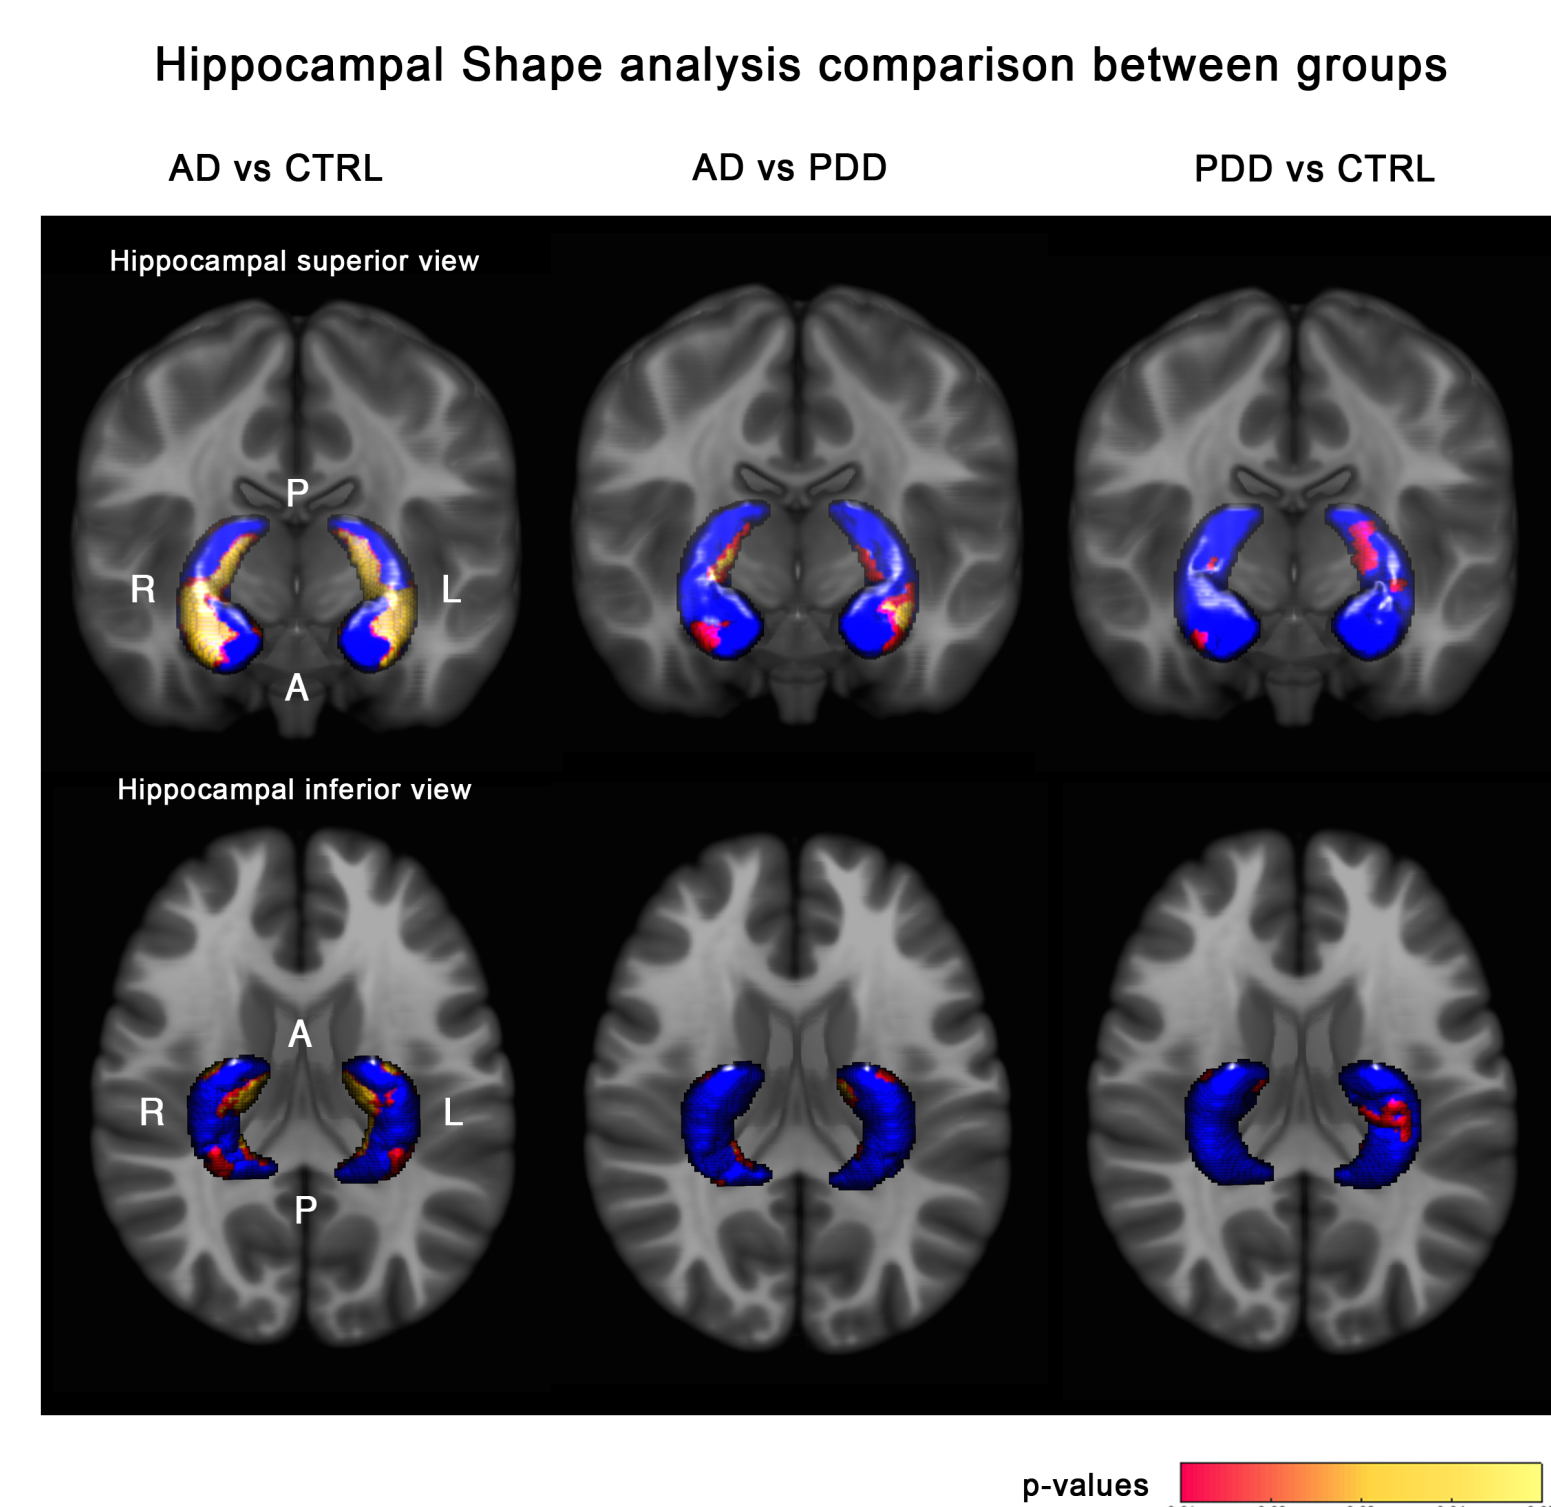 Hippocampal Shape analysis comparison between groups
AD vs CTRL AD vs PDD PDD vs CTRL
Hippocampal superior view
P
R L
A
Hippocampal inferior view
A
R L
P
p-values